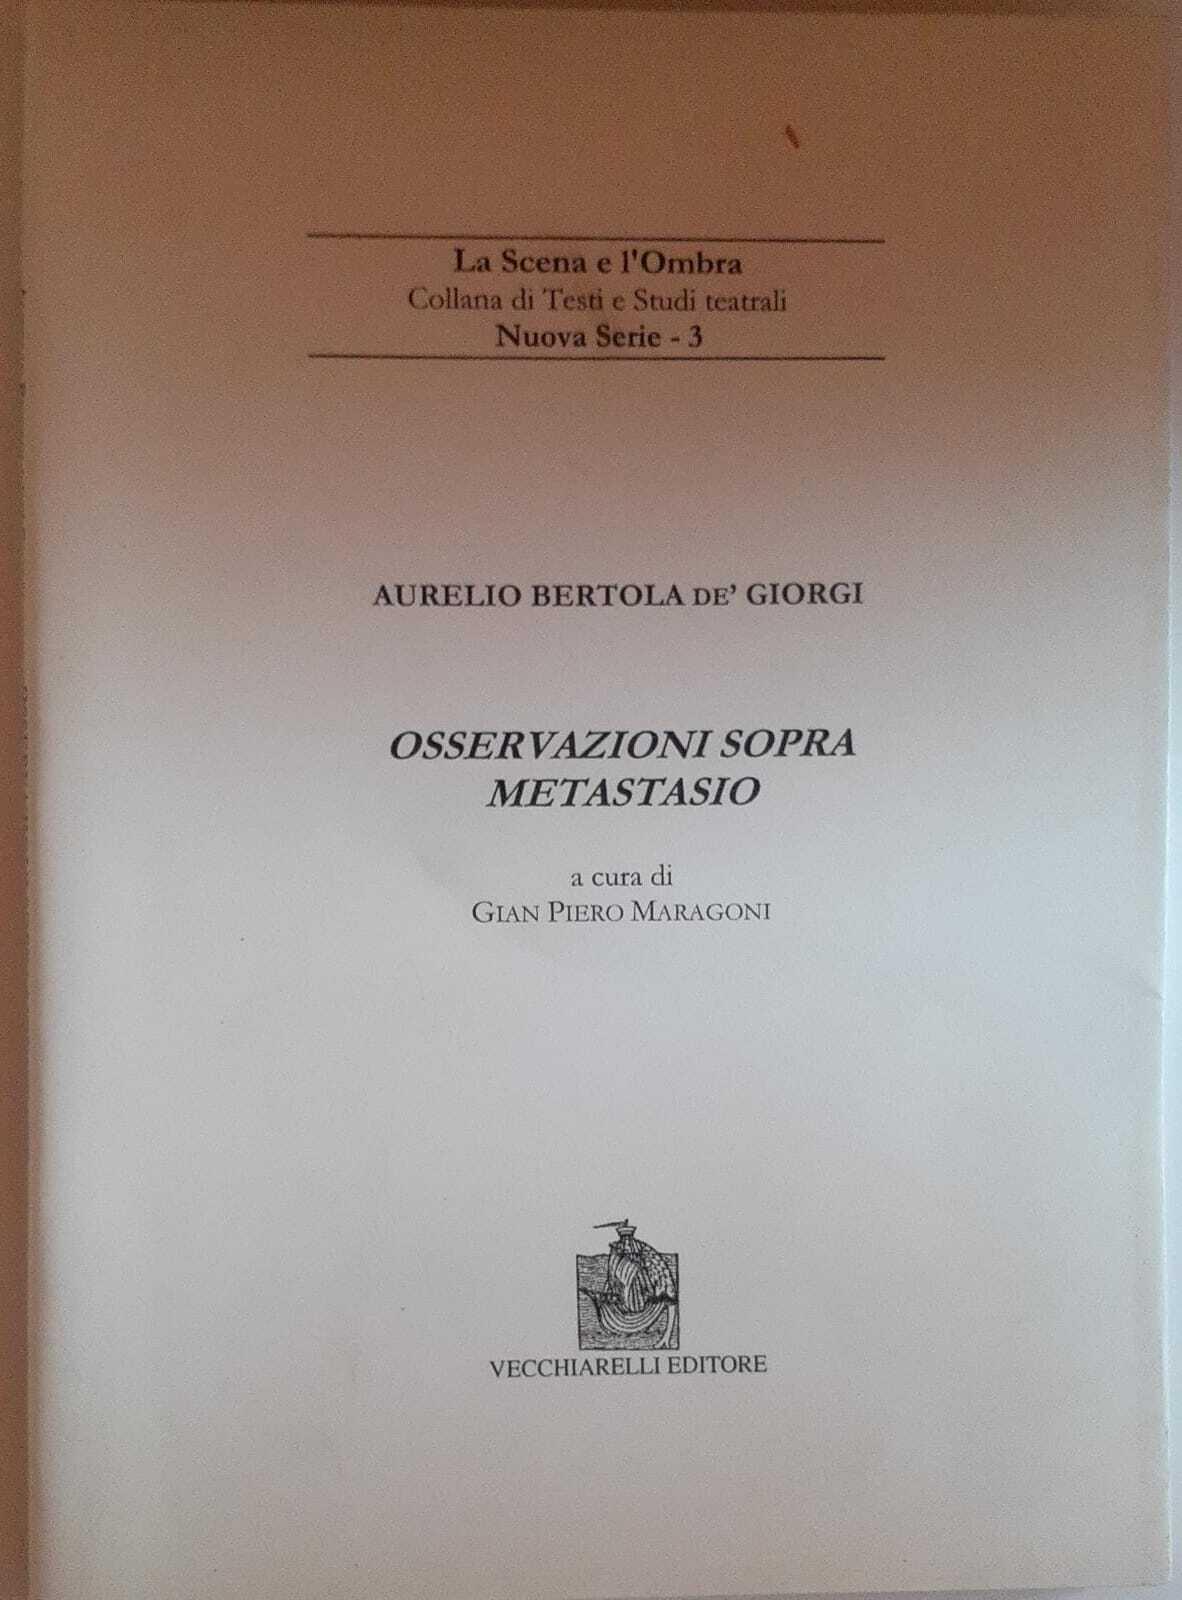 La Scena e l'Ombra
Collana di Testi e Studi teatrali
Nuova Serie - 3
AURELIO BERTOLA DE' GIORGI
OSSERVAZIONI SOPRA
METASTASIO
a cura di
GIAN PIERO MARAGONI
VECCHIARELLI EDITORE